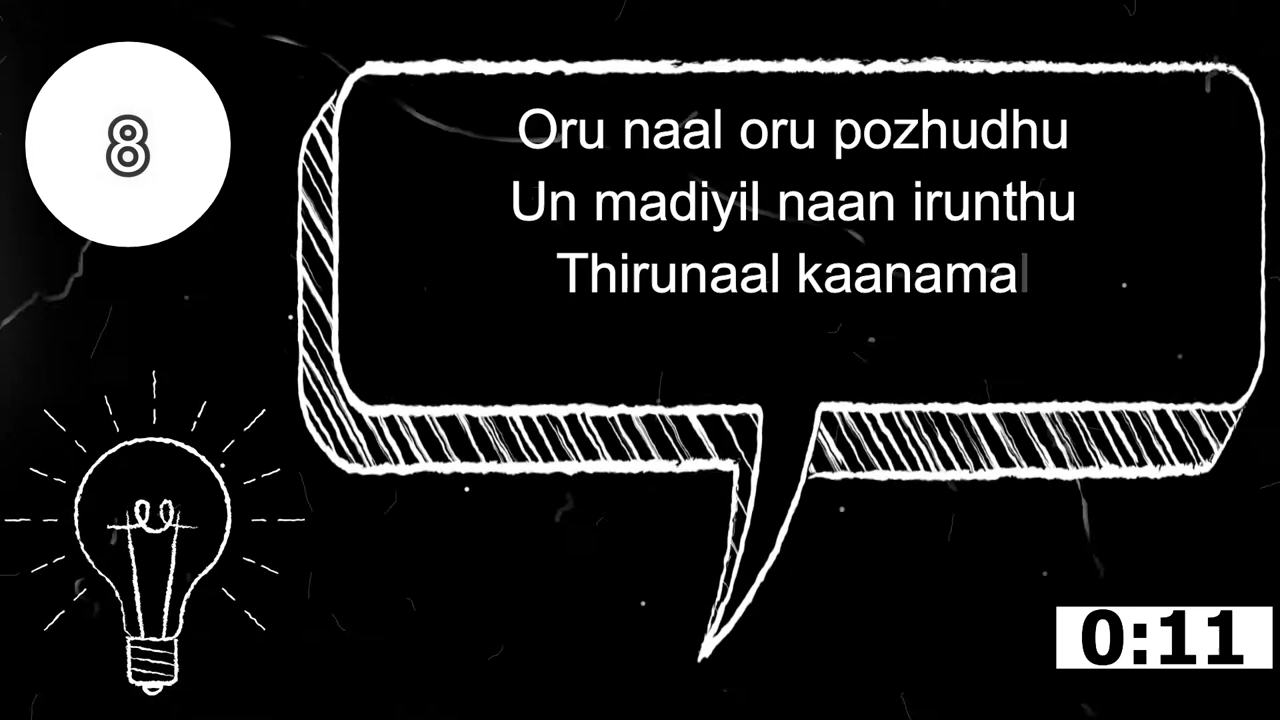 8
Oru naal oru pozhudhu
Un madiyil naan irunthu
Thirunaal kaanamal
0:11